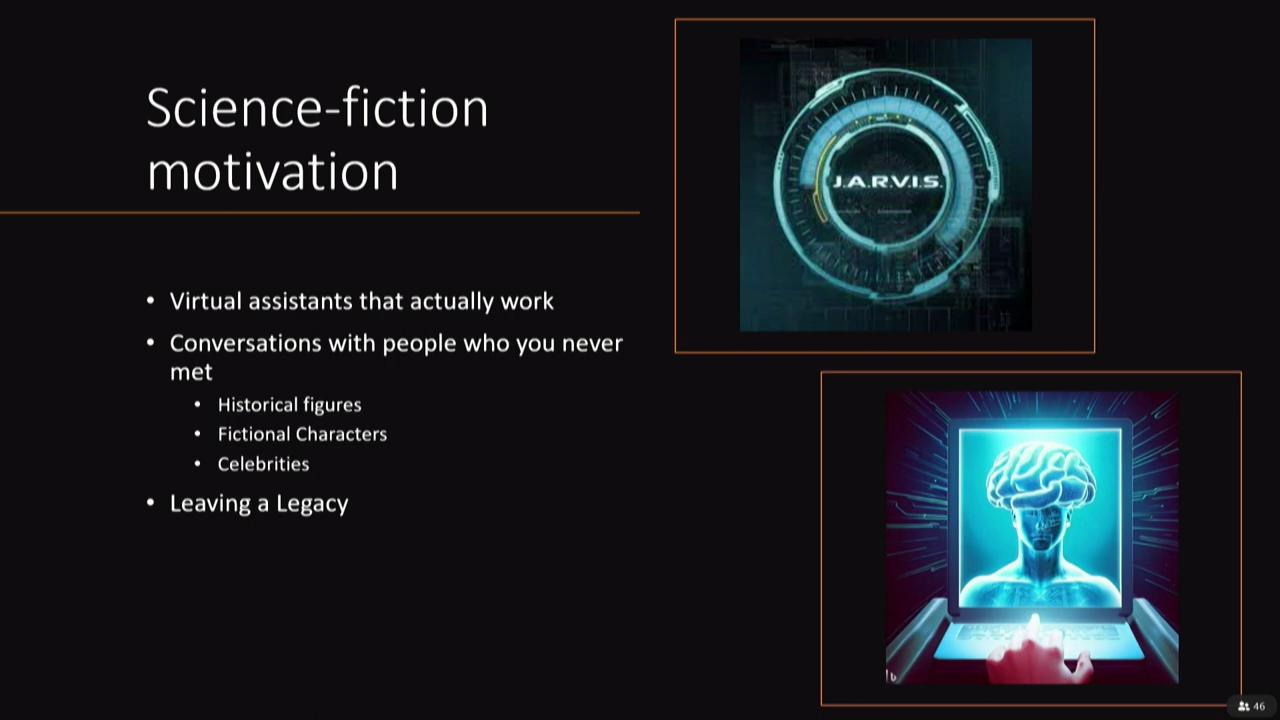 Science-fiction
motivation
• Virtual assistants that actually work
• Conversations with people who you never
met
• Historical figures
• Fictional Characters
• Celebrities
• Leaving a Legacy
J.A.R.V.I.S.
b
46